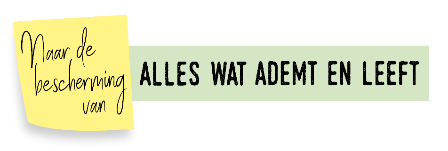 Naar de
bescherming
van
ALLES WAT ADEMT EN LEEFT